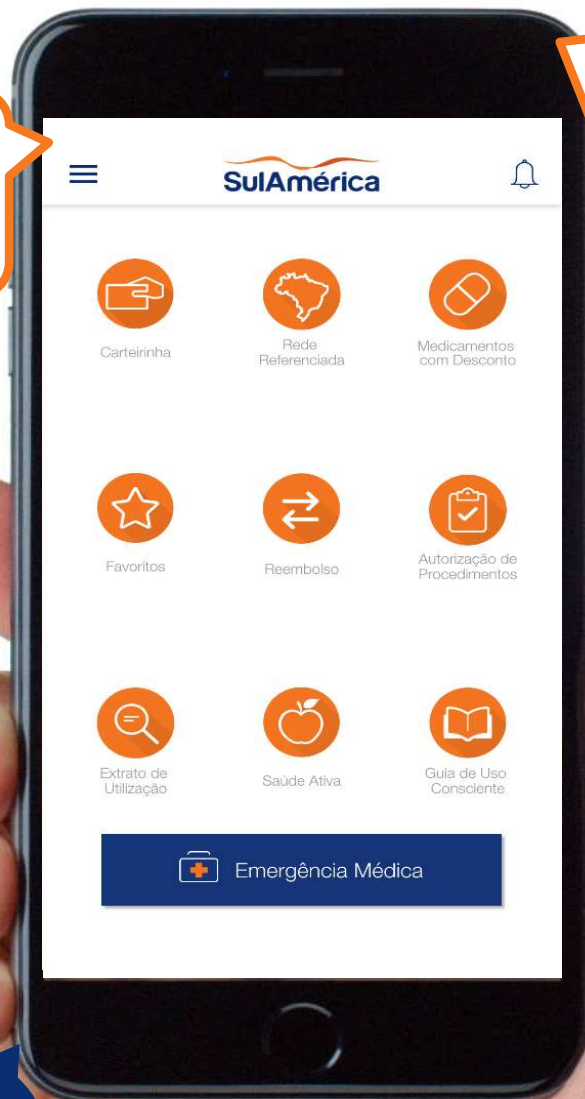 SulAmérica
Carteirinha
Rede
Referenciada
Medicamentos
com Desconto
Favoritos
Reembolso
Autorização de
Procedimentos
Extrato de
Utilização
Saúde Ativa
Guia de Uso
Consciente
Emergência Médica